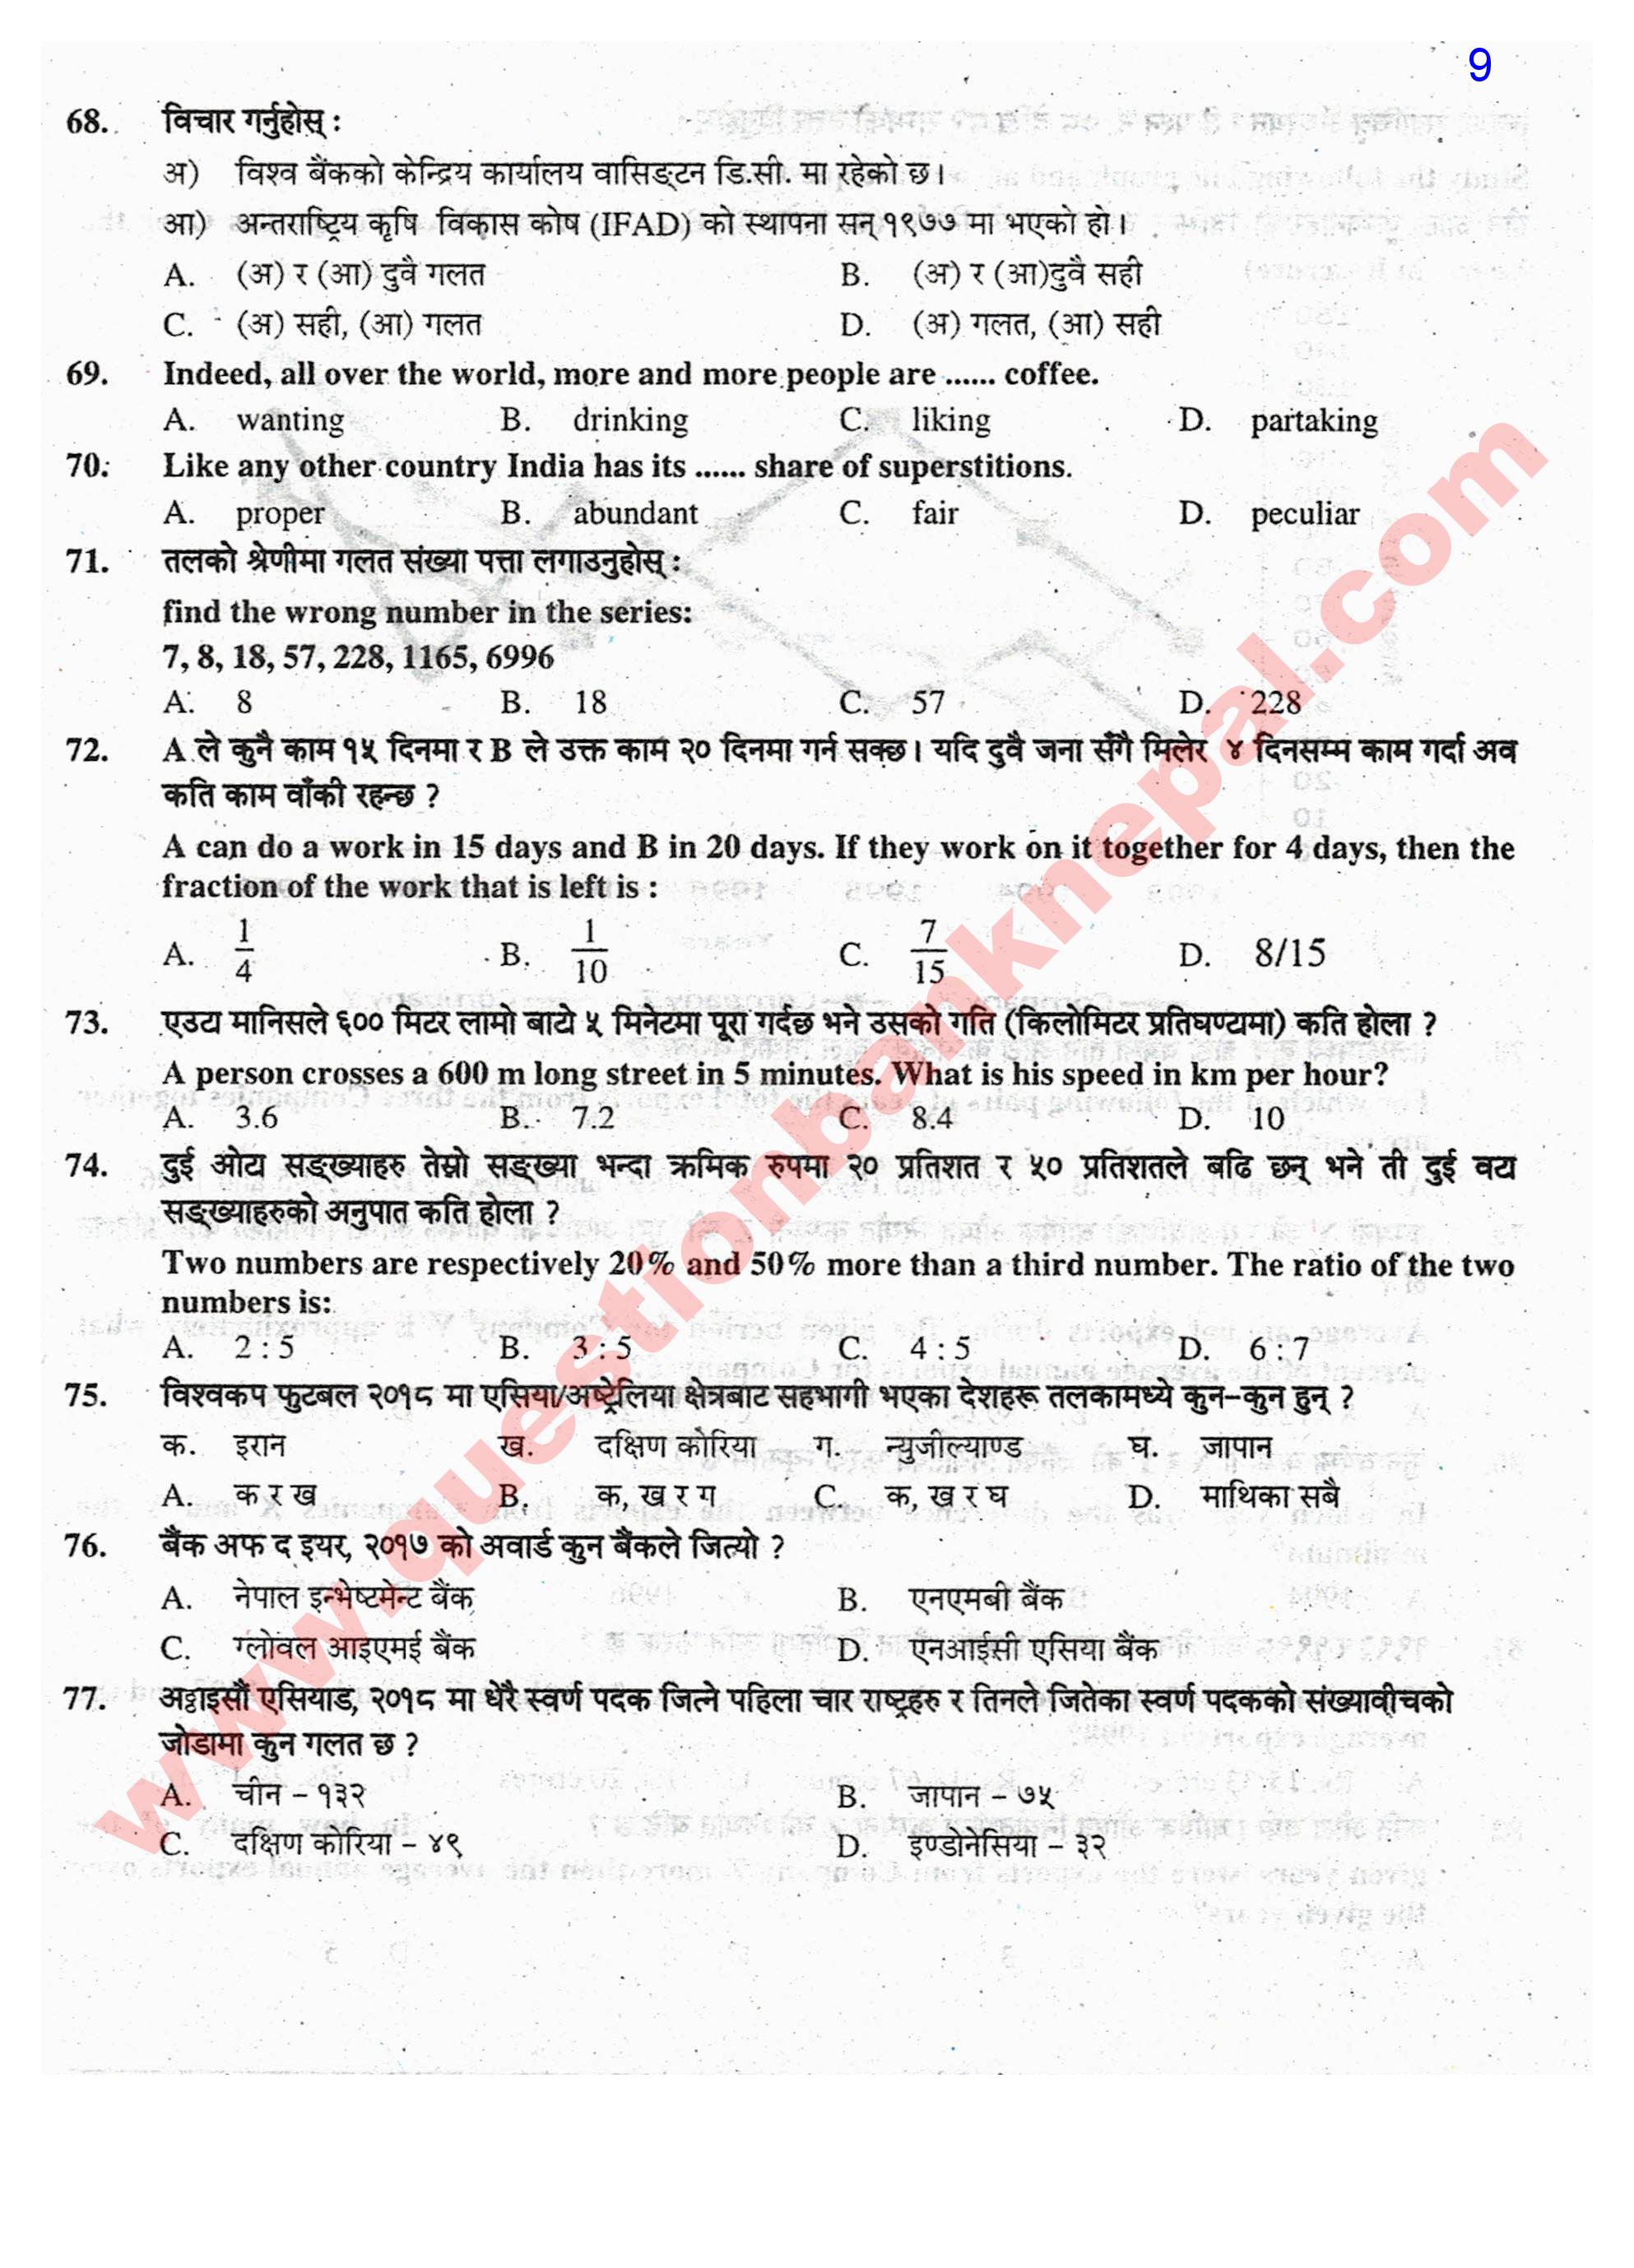 9
68. विचार गर्नुहोस् :
अ) विश्व बैंकको केन्द्रिय कार्यालय वासिङ्टन डि.सी. मा रहेको छ।
आ) अन्तराष्ट्रिय कृषि विकास कोष (IFAD) को स्थापना सन् १९७७ मा भएको हो।
A. (अ) र (आ) दुवै गलत B. (अ) र (आ)दुवै सही
C. (अ) सही, (आ) गलत D. (अ) गलत, (आ) सही
69. Indeed, all over the world, more and more people are ...... coffee.
A. wanting B. drinking C. liking D. partaking
70. Like any other country India has its ...... share of superstitions.
A. proper B. abundant C. fair D. peculiar
71. तलको श्रेणीमा गलत संख्या पत्ता लगाउनुहोस् :
find the wrong number in the series:
7, 8, 18, 57, 228, 1165, 6996
A. 8 B. 18 C. 57 D. 228
72. A ले कुनै काम १५ दिनमा र B ले उक्त काम २० दिनमा गर्न सक्छ। यदि दुवै जना सँगै मिलेर ४ दिनसम्म काम गर्दा अव
कति काम वाँकी रहन्छ ?
A can do a work in 15 days and B in 20 days. If they work on it together for 4 days, then the
fraction of the work that is left is :
A. 1/4 B. 1/10 C. 7/15 D. 8/15
73. एउटा मानिसले ६०० मिटर लामो बाटो ५ मिनेटमा पूरा गर्दछ भने उसको गति (किलोमिटर प्रतिघण्टामा) कति होला ?
A person crosses a 600 m long street in 5 minutes. What is his speed in km per hour?
A. 3.6 B. 7.2 C. 8.4 D. 10
74. दुई ओटा सङ्ख्याहरु तेस्रो सङ्ख्या भन्दा क्रमिक रुपमा २० प्रतिशत र ५० प्रतिशतले बढि छन् भने ती दुई वटा
सङ्ख्याहरुको अनुपात कति होला ?
Two numbers are respectively 20% and 50% more than a third number. The ratio of the two
numbers is:
A. 2 : 5 B. 3 : 5 C. 4 : 5 D. 6 : 7
75. विश्वकप फुटबल २०१८ मा एसिया/अष्ट्रेलिया क्षेत्रबाट सहभागी भएका देशहरू तलकामध्ये कुन-कुन हुन् ?
क. इरान ख. दक्षिण कोरिया ग. न्युजील्याण्ड घ. जापान
A. क र ख B. क, ख र ग C. क, ख र घ D. माथिका सबै
76. बैंक अफ द इयर, २०१७ को अवार्ड कुन बैंकले जित्यो ?
A. नेपाल इन्भेष्टमेन्ट बैंक B. एनएमबी बैंक
C. ग्लोवल आइएमई बैंक D. एनआईसी एसिया बैंक
77. अठ्ठाइसौं एसियाड, २०१८ मा धेरै स्वर्ण पदक जित्ने पहिला चार राष्ट्रहरु र तिनले जितेका स्वर्ण पदकको संख्यावीचको
जोडामा कुन गलत छ ?
A. चीन – १३२ B. जापान – ७५
C. दक्षिण कोरिया – ४९ D. इण्डोनेसिया – ३२
www.questionbanknepal.com